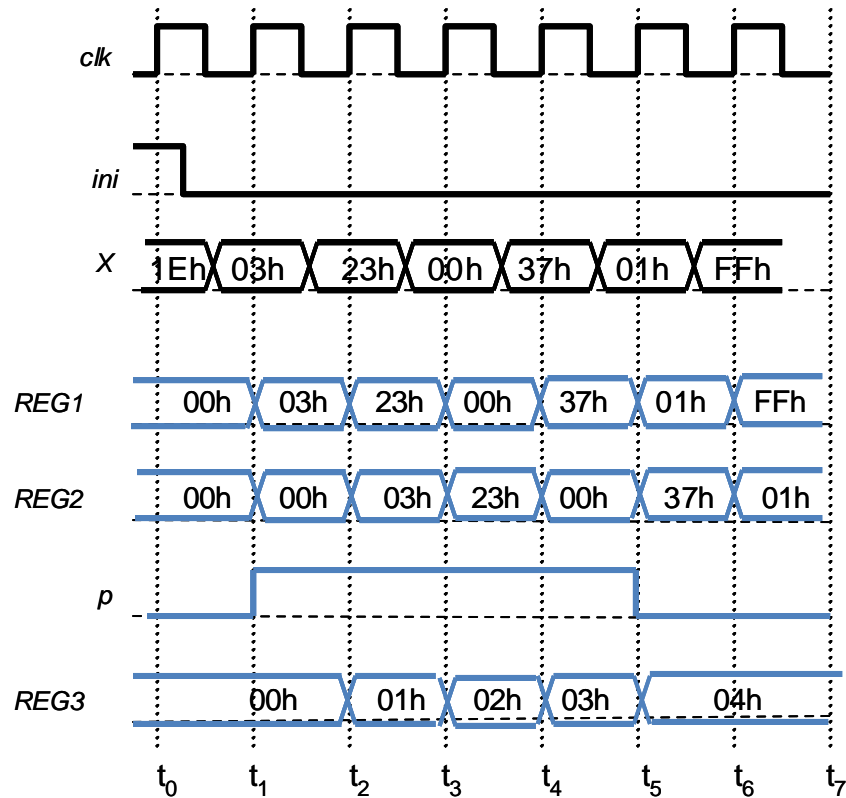 clk
ini
X 1Eh 03h 23h 00h 37h 01h FFh
REG1 00h 03h 23h 00h 37h 01h FFh
REG2 00h 00h 03h 23h 00h 37h 01h
p
REG3 00h 01h 02h 03h 04h
t0 t1 t2 t3 t4 t5 t6 t7